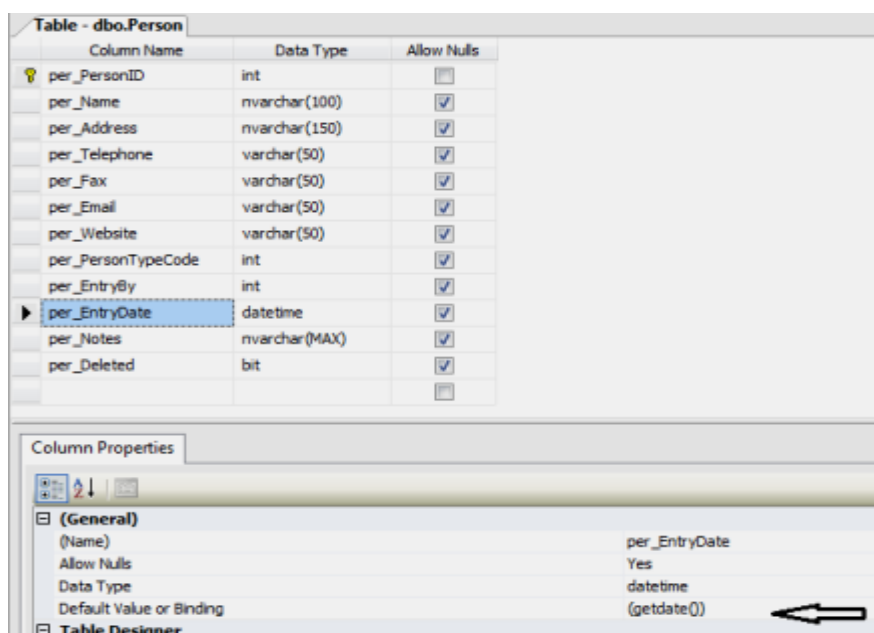 Table - dbo.Person
Column Name Data Type Allow Nulls
per_PersonID int
per_Name nvarchar(100)
per_Address nvarchar(150)
per_Telephone varchar(50)
per_Fax varchar(50)
per_Email varchar(50)
per_Website varchar(50)
per_PersonTypeCode int
per_EntryBy int
per_EntryDate datetime
per_Notes nvarchar(MAX)
per_Deleted bit
Column Properties
(General)
(Name) per_EntryDate
Allow Nulls Yes
Data Type datetime
Default Value or Binding (getdate())
Table Designer